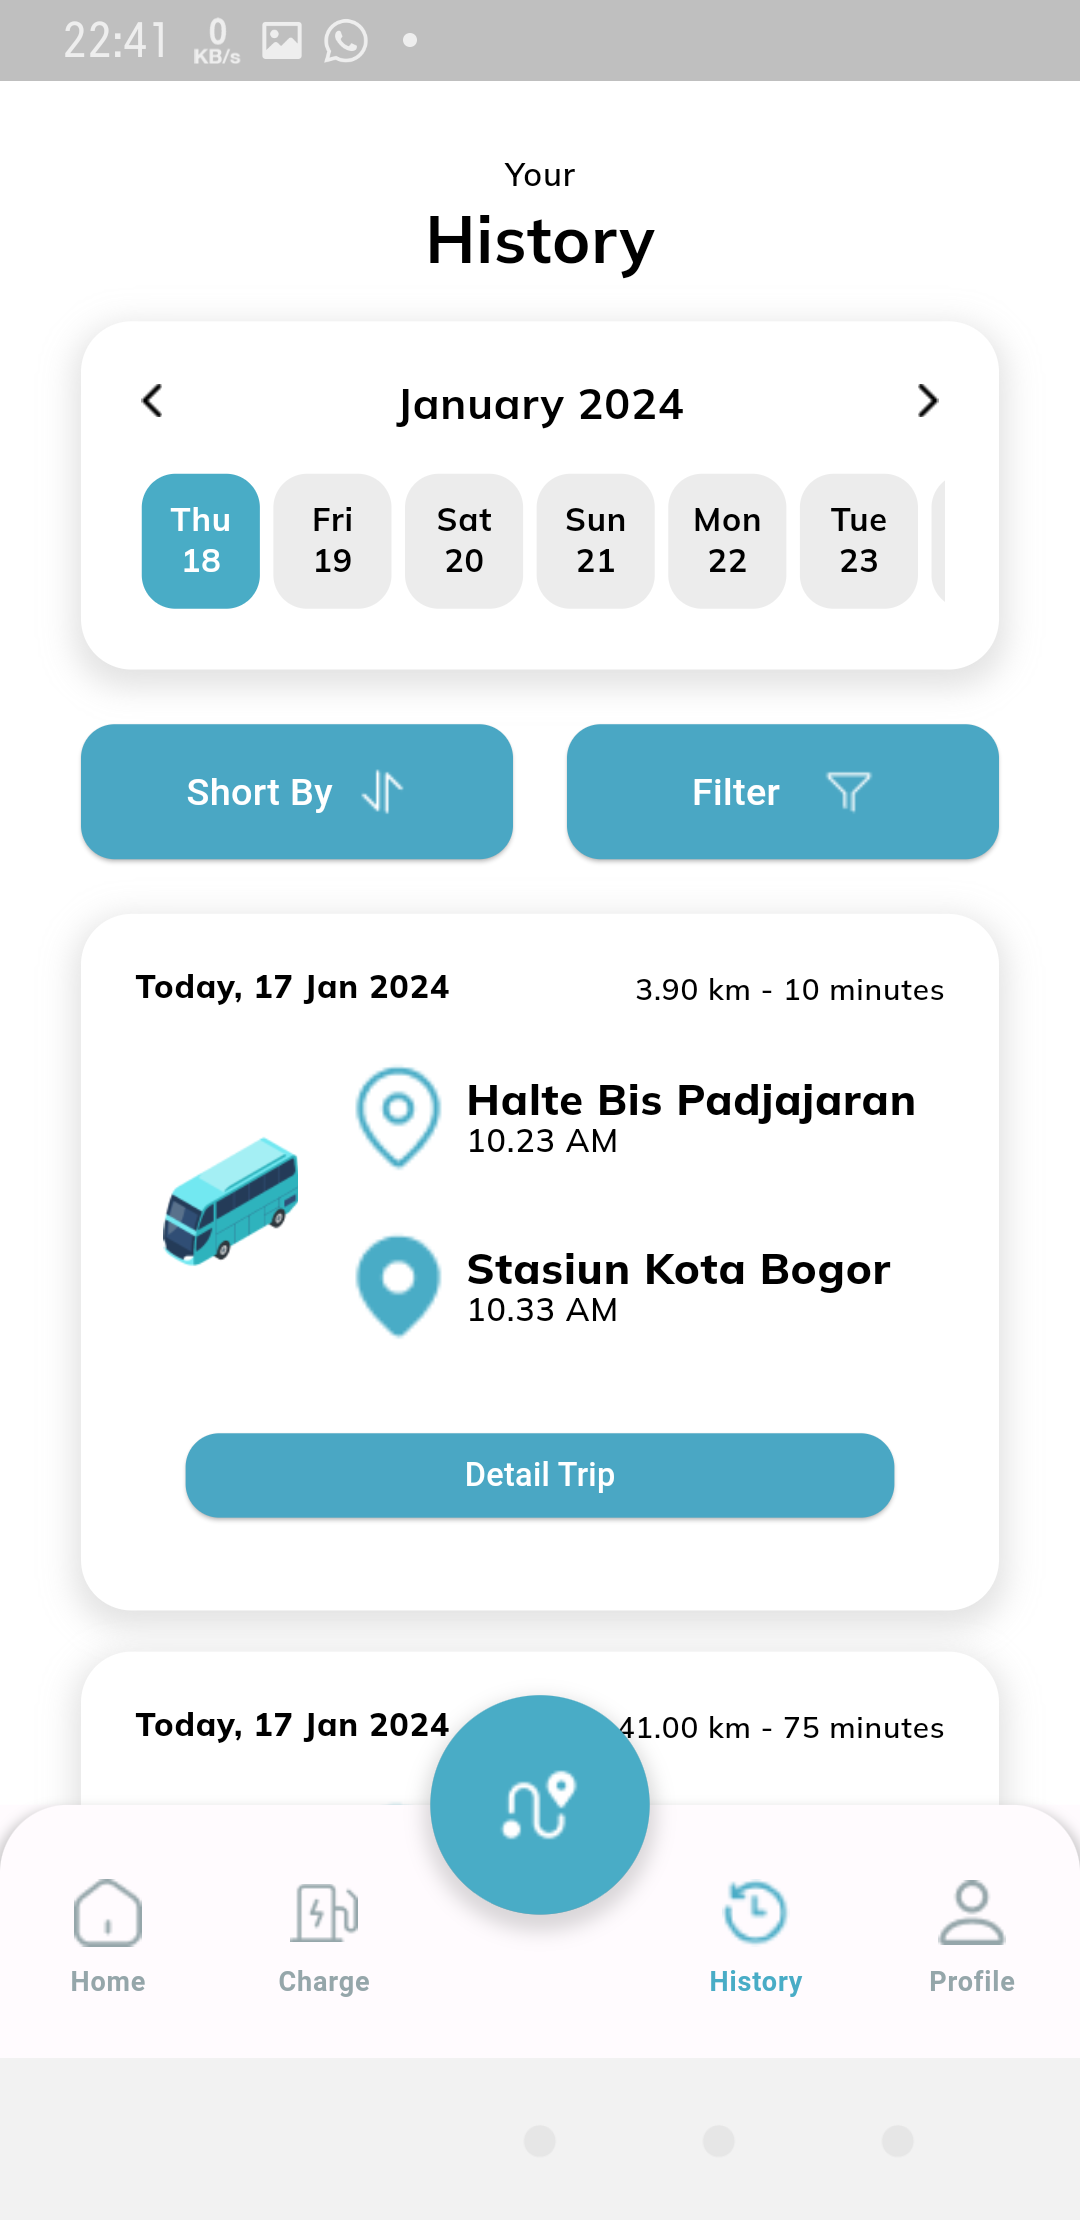 22:41 0 KB/s
Your
History
January 2024
Thu Fri Sat Sun Mon Tue
18 19 20 21 22 23
Short By Filter
Today, 17 Jan 2024 3.90 km - 10 minutes
Halte Bis Padjajaran
10.23 AM
Stasiun Kota Bogor
10.33 AM
Detail Trip
Today, 17 Jan 2024 41.00 km - 75 minutes
Home Charge History Profile